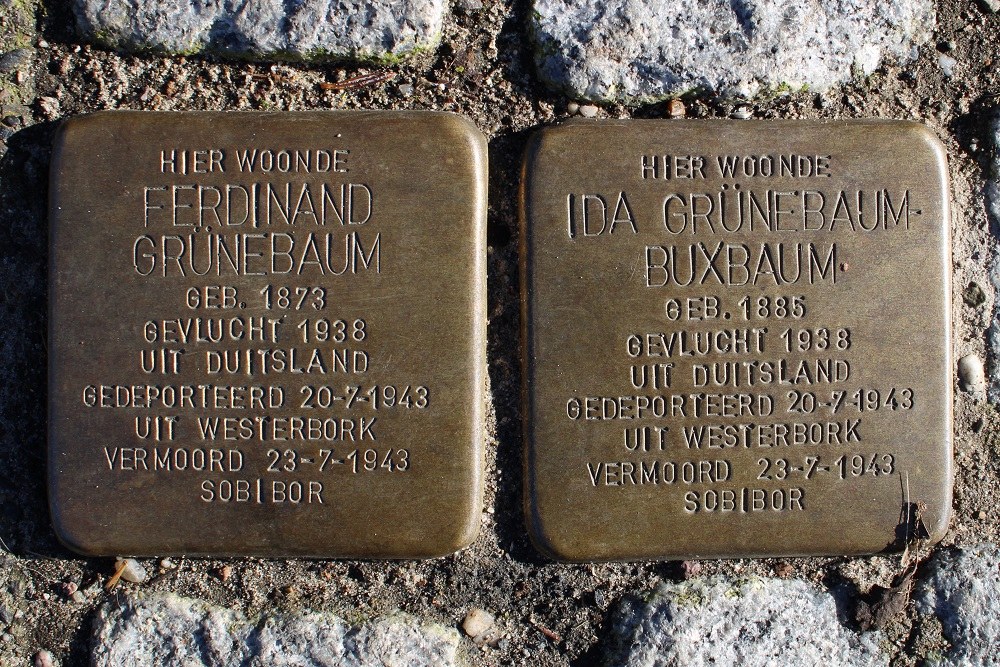 HIER WOONDE
FERDINAND
GRÜNEBAUM
GEB. 1873
GEVLUCHT 1938
UIT DUITSLAND
GEDEPORTEERD 20-7-1943
UIT WESTERBORK
VERMOORD 23-7-1943
SOBIBOR
HIER WOONDE
IDA GRÜNEBAUM-
BUXBAUM
GEB. 1885
GEVLUCHT 1938
UIT DUITSLAND
GEDEPORTEERD 20-7-1943
UIT WESTERBORK
VERMOORD 23-7-1943
SOBIBOR